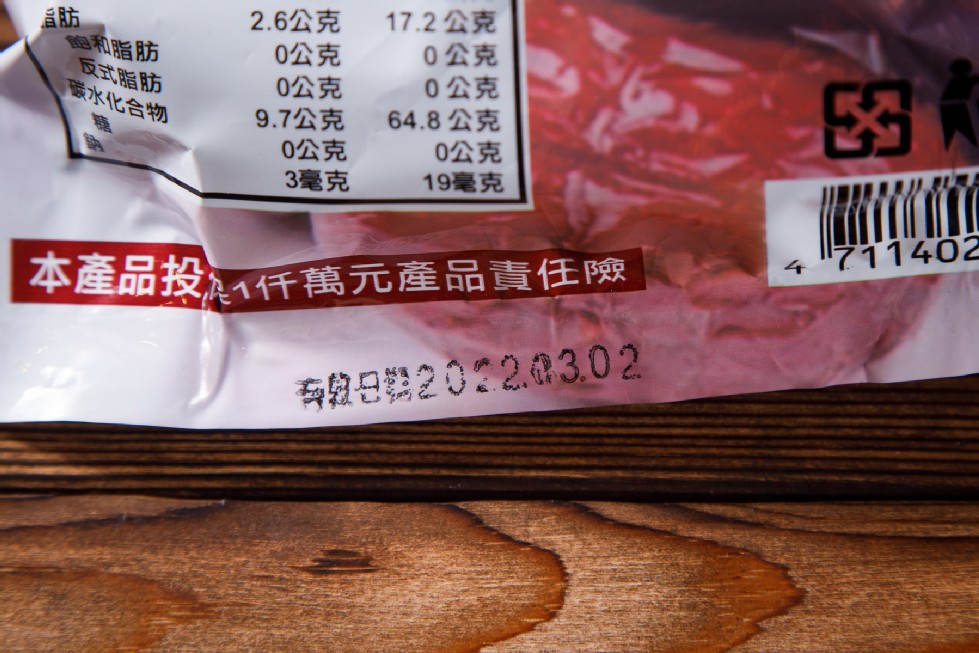 脂肪 2.6公克 17.2公克
飽和脂肪 0公克 0公克
反式脂肪 0公克 0公克
碳水化合物 9.7公克 64.8公克
糖 0公克 0公克
鈉 3毫克 19毫克
4 711402
本產品投保1仟萬元產品責任險
有效日期2022.03.02